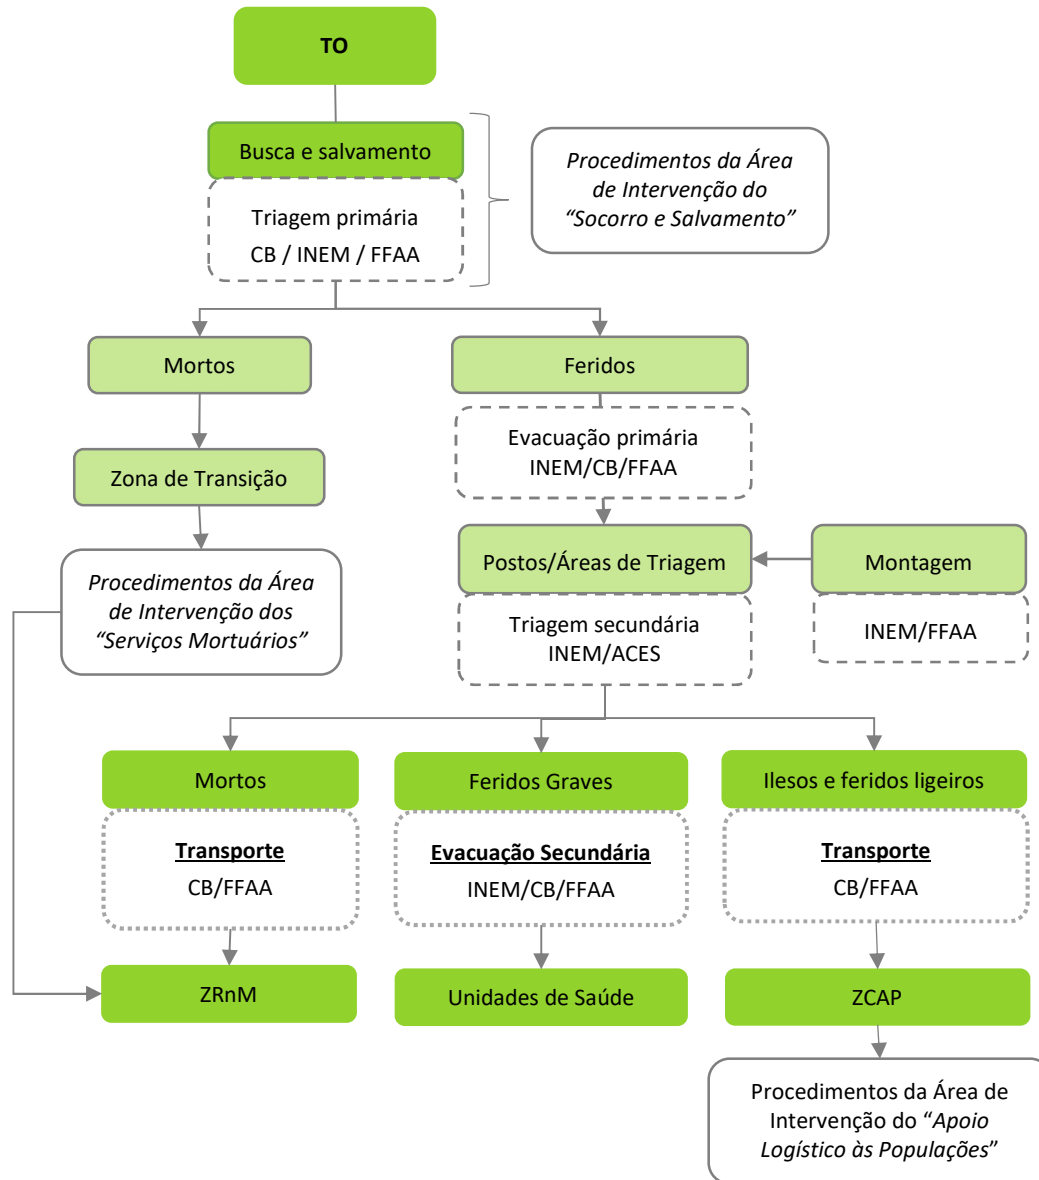 TO
Busca e salvamento
Triagem primária
CB / INEM / FFAA
Procedimentos da Área
de Intervenção do
“Socorro e Salvamento”
Mortos
Feridos
Evacuação primária
INEM/CB/FFAA
Zona de Transição
Postos/Áreas de Triagem
Montagem
Procedimentos da Área
de Intervenção dos
“Serviços Mortuários”
Triagem secundária
INEM/ACES
INEM/FFAA
Mortos
Feridos Graves
Ilesos e feridos ligeiros
Transporte
CB/FFAA
Evacuação Secundária
INEM/CB/FFAA
Transporte
CB/FFAA
ZRnM
Unidades de Saúde
ZCAP
Procedimentos da Área de
Intervenção do “Apoio
Logístico às Populações”